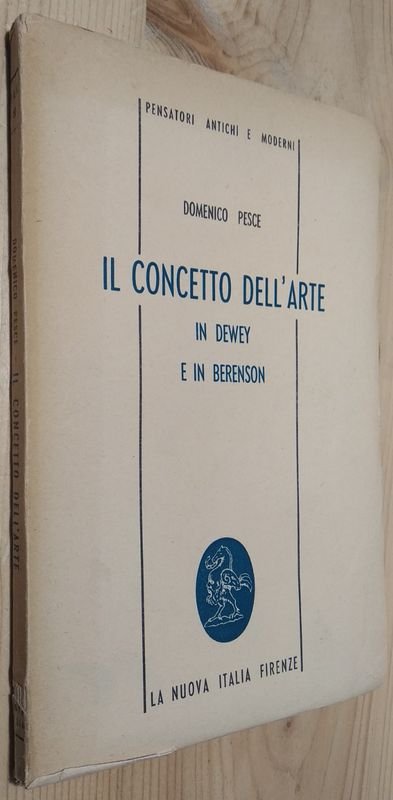 PENSATORI ANTICHI E MODERNI
DOMENICO PESCE
IL CONCETTO DELL'ARTE
IN DEWEY
E IN BERENSON
LA NUOVA ITALIA FIRENZE
DOMENICO PESCE - IL CONCETTO DELL'ARTE